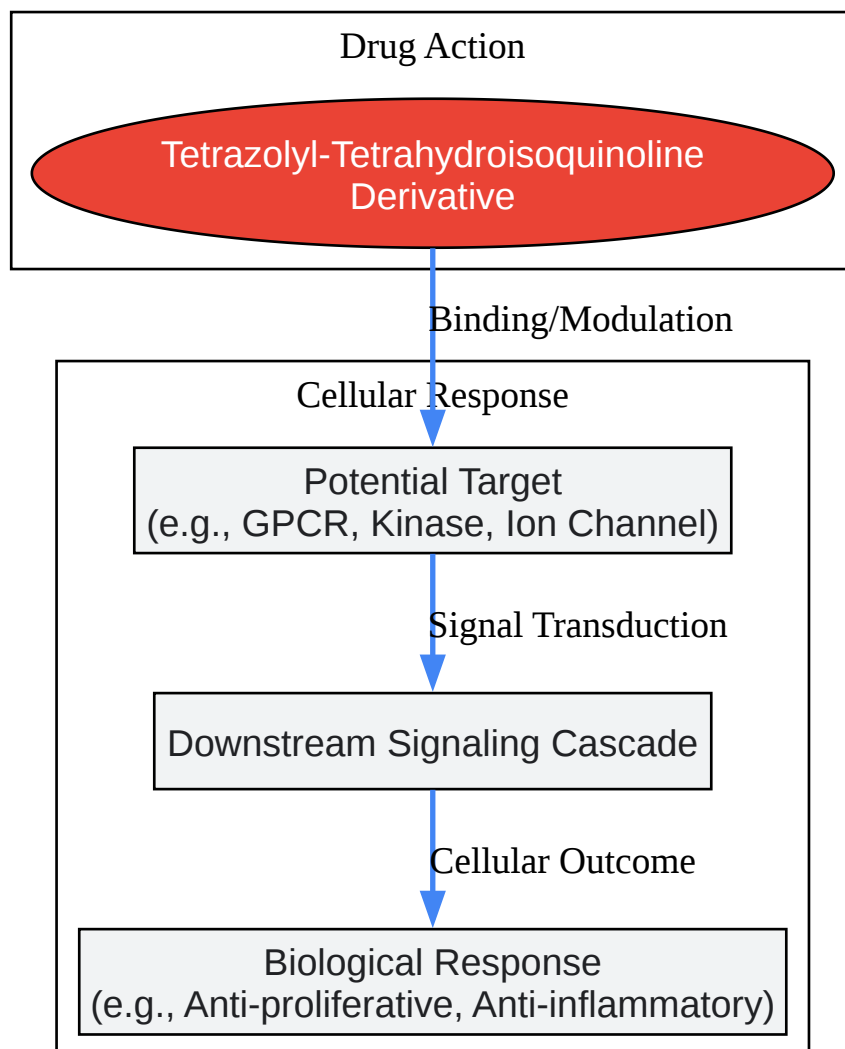 Drug Action
Tetrazolyl-Tetrahydroisoquinoline
Derivative
Binding/Modulation
Cellular Response
Potential Target
(e.g., GPCR, Kinase, Ion Channel)
Signal Transduction
Downstream Signaling Cascade
Cellular Outcome
Biological Response
(e.g., Anti-proliferative, Anti-inflammatory)